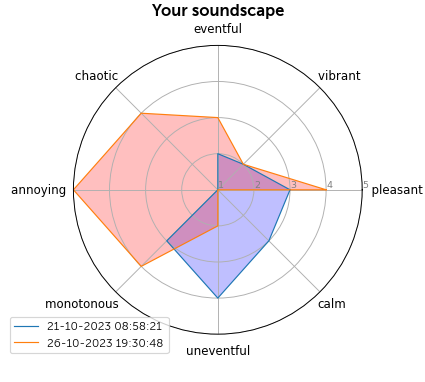 Your soundscape
eventful
chaotic
vibrant
annoying
1 2 3 4 5
pleasant
monotonous
calm
21-10-2023 08:58:21
26-10-2023 19:30:48
uneventful